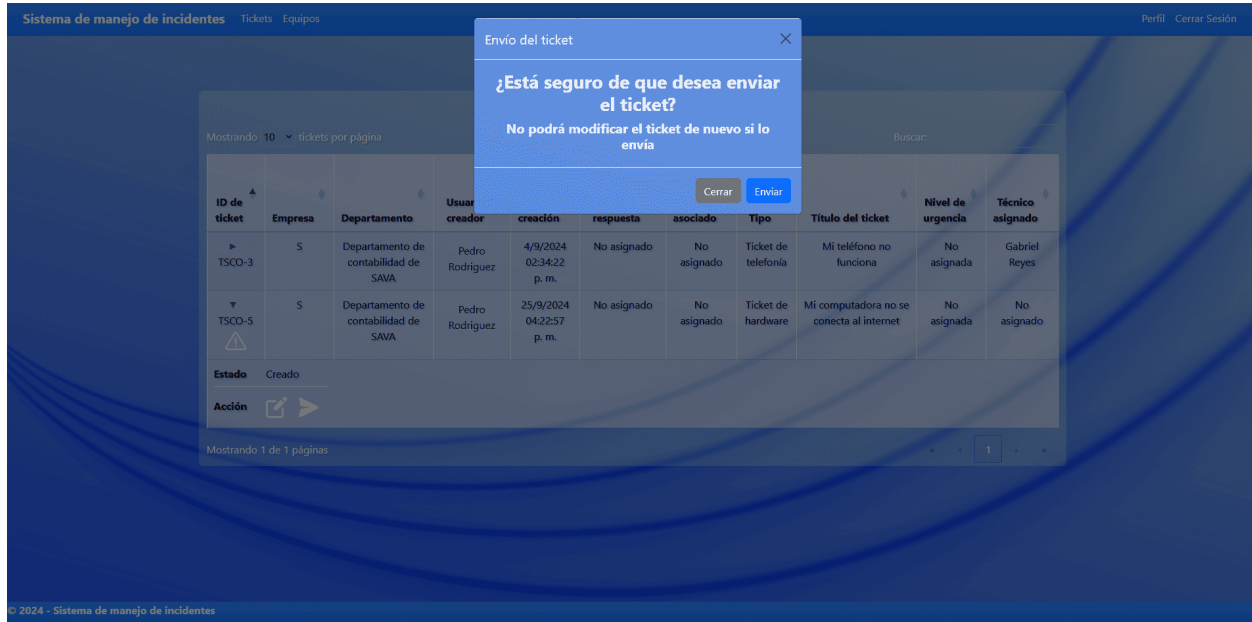 Sistema de manejo de incidentes Tickets Equipos Perfil Cerrar Sesión
Envío del ticket
¿Está seguro de que desea enviar
el ticket?
No podrá modificar el ticket de nuevo si lo
envía
Cerrar Enviar
Mostrando 10 tickets por página Buscar:
ID de
ticket
Empresa
Departamento
Usuar
creador
creación
respuesta
asociado
Tipo
Título del ticket
Nivel de
urgencia
Técnico
asignado
TSCO-3
S
Departamento de
contabilidad de
SAVA
Pedro
Rodriguez
4/9/2024
02:34:22
p. m.
No asignado
No
asignado
Ticket de
telefonía
Mi teléfono no
funciona
No
asignada
Gabriel
Reyes
TSCO-5
S
Departamento de
contabilidad de
SAVA
Pedro
Rodriguez
25/9/2024
04:22:57
p. m.
No asignado
No
asignado
Ticket de
hardware
Mi computadora no se
conecta al internet
No
asignada
No
asignado
Estado Creado
Acción
Mostrando 1 de 1 páginas
« ‹ 1 › »
© 2024 - Sistema de manejo de incidentes